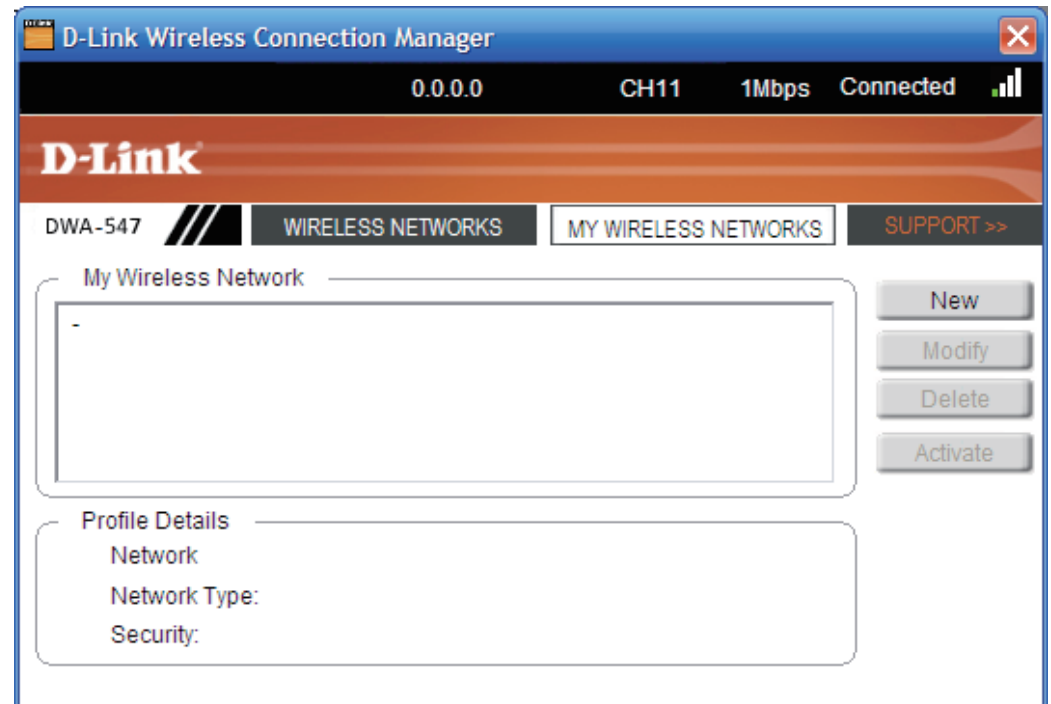 D-Link Wireless Connection Manager
0.0.0.0 CH11 1Mbps Connected
D-Link
DWA-547 WIRELESS NETWORKS MY WIRELESS NETWORKS SUPPORT >>
My Wireless Network
-
New
Modify
Delete
Activate
Profile Details
Network
Network Type:
Security: